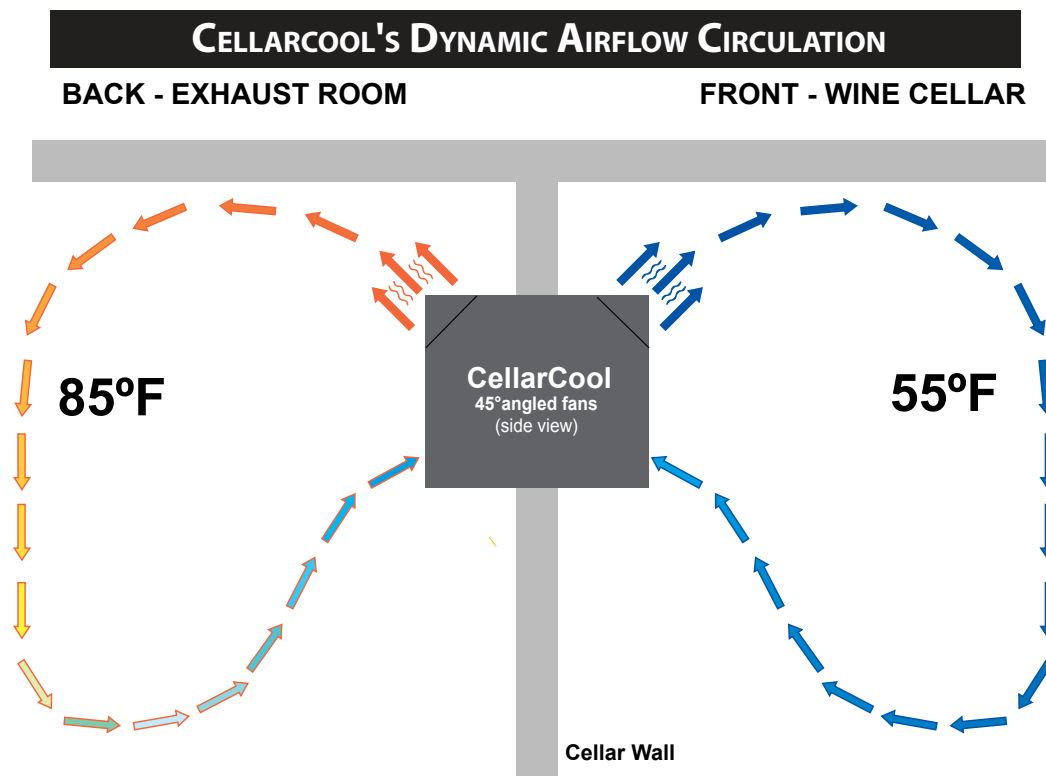 CELLARCOOL'S DYNAMIC AIRFLOW CIRCULATION
BACK - EXHAUST ROOM
FRONT - WINE CELLAR
85ºF
CellarCool
45°angled fans
(side view)
55ºF
Cellar Wall